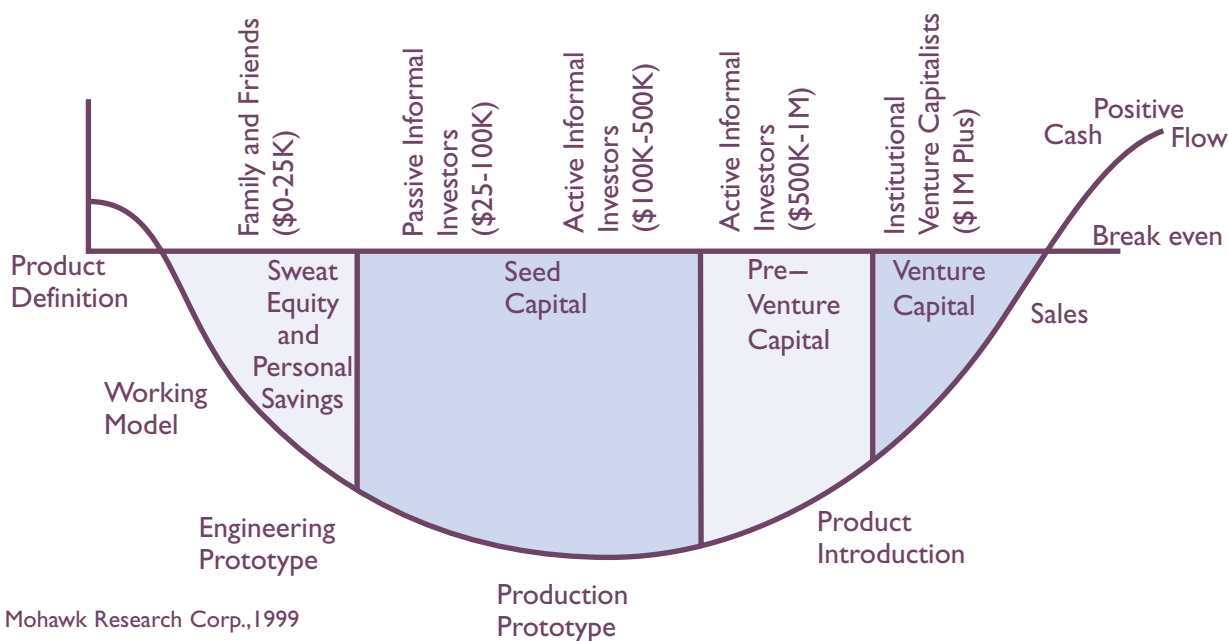 Family and Friends
($0-25K)
Passive Informal
Investors
($25-100K)
Active Informal
Investors
($100K-500K)
Active Informal
Investors
($500K-1M)
Institutional
Venture Capitalists
($1M Plus)
Positive
Cash Flow
Break even
Product
Definition
Sweat
Equity
and
Personal
Savings
Seed
Capital
Pre–
Venture
Capital
Venture
Capital
Sales
Working
Model
Engineering
Prototype
Production
Prototype
Product
Introduction
Mohawk Research Corp.,1999